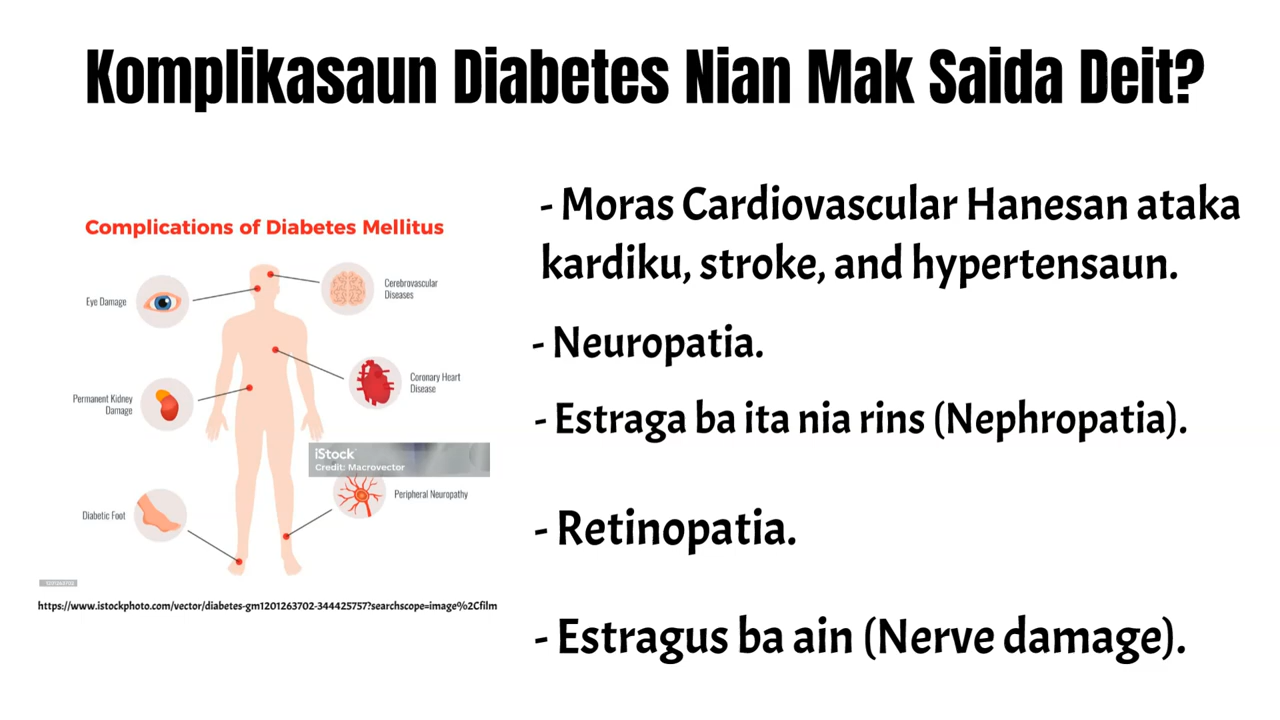 Komplikasaun Diabetes Nian Mak Saida Deit?
Complications of Diabetes Mellitus
Eye Damage
Cerebrovascular
Diseases
Coronary Heart
Disease
Permanent Kidney
Damage
iStock
Credit: Macrovector
Peripheral Neuropathy
Diabetic Foot
1201263702
https://www.istockphoto.com/vector/diabetes-gm1201263702-344425757?searchscope=image%2Cfilm
- Moras Cardiovascular Hanesan ataka
kardiku, stroke, and hypertensaun.
- Neuropatia.
- Estraga ba ita nia rins (Nephropatia).
- Retinopatia.
- Estragus ba ain (Nerve damage).